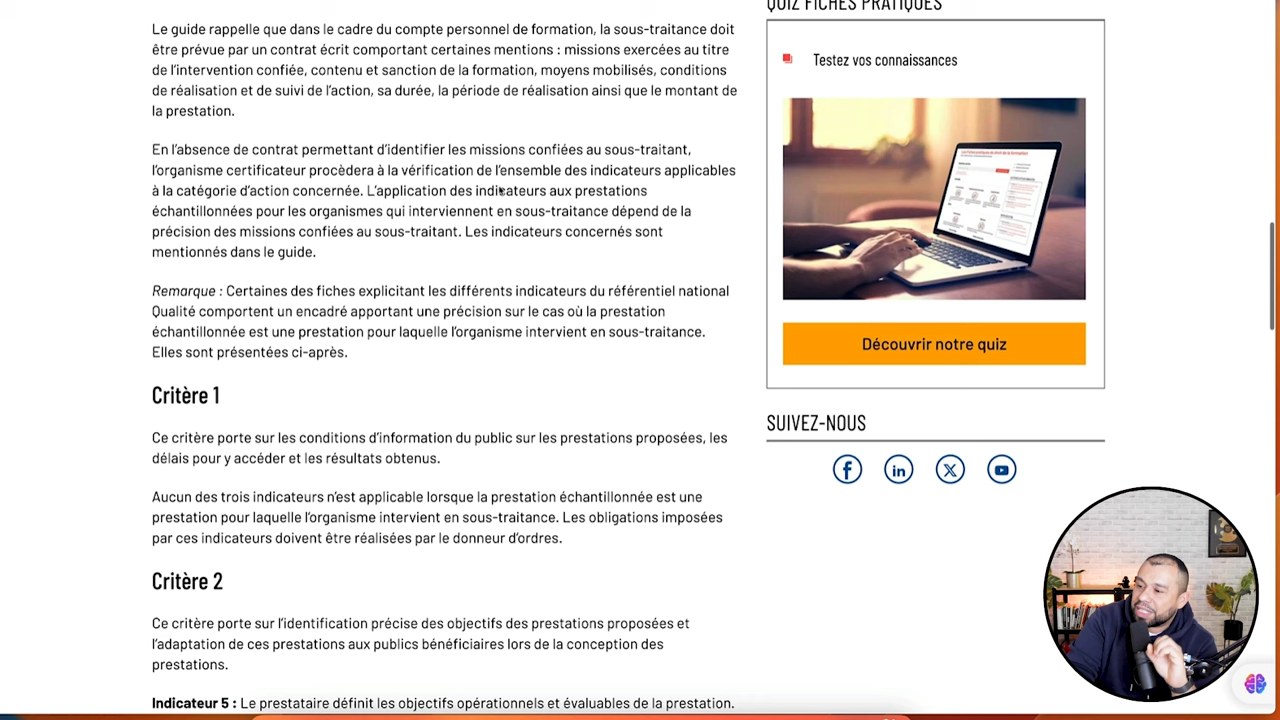 Le guide rappelle que dans le cadre du compte personnel de formation, la sous-traitance doit
être prévue par un contrat écrit comportant certaines mentions : missions exercées au titre
de l'intervention confiée, contenu et sanction de la formation, moyens mobilisés, conditions
de réalisation et de suivi de l'action, sa durée, la période de réalisation ainsi que le montant de
la prestation.
En l'absence de contrat permettant d'identifier les missions confiées au sous-traitant,
l'organisme certificateur procèdera à la vérification de l'ensemble des indicateurs applicables
à la catégorie d'action concernée. L'application des indicateurs aux prestations
échantillonnées pour les organismes qui interviennent en sous-traitance dépend de la
précision des missions confiées au sous-traitant. Les indicateurs concernés sont
mentionnés dans le guide.
Remarque : Certaines des fiches explicitant les différents indicateurs du référentiel national
Qualité comportent un encadré apportant une précision sur le cas où la prestation
échantillonnée est une prestation pour laquelle l'organisme intervient en sous-traitance.
Elles sont présentées ci-après.
Critère 1
Ce critère porte sur les conditions d'information du public sur les prestations proposées, les
délais pour y accéder et les résultats obtenus.
Aucun des trois indicateurs n'est applicable lorsque la prestation échantillonnée est une
prestation pour laquelle l'organisme intervient en sous-traitance. Les obligations imposées
par ces indicateurs doivent être réalisées par le donneur d'ordres.
Critère 2
Ce critère porte sur l'identification précise des objectifs des prestations proposées et
l'adaptation de ces prestations aux publics bénéficiaires lors de la conception des
prestations.
Indicateur 5 : Le prestataire définit les objectifs opérationnels et évaluables de la prestation.
QUIZ FICHES PRATIQUES
Testez vos connaissances
Découvrir notre quiz
SUIVEZ-NOUS